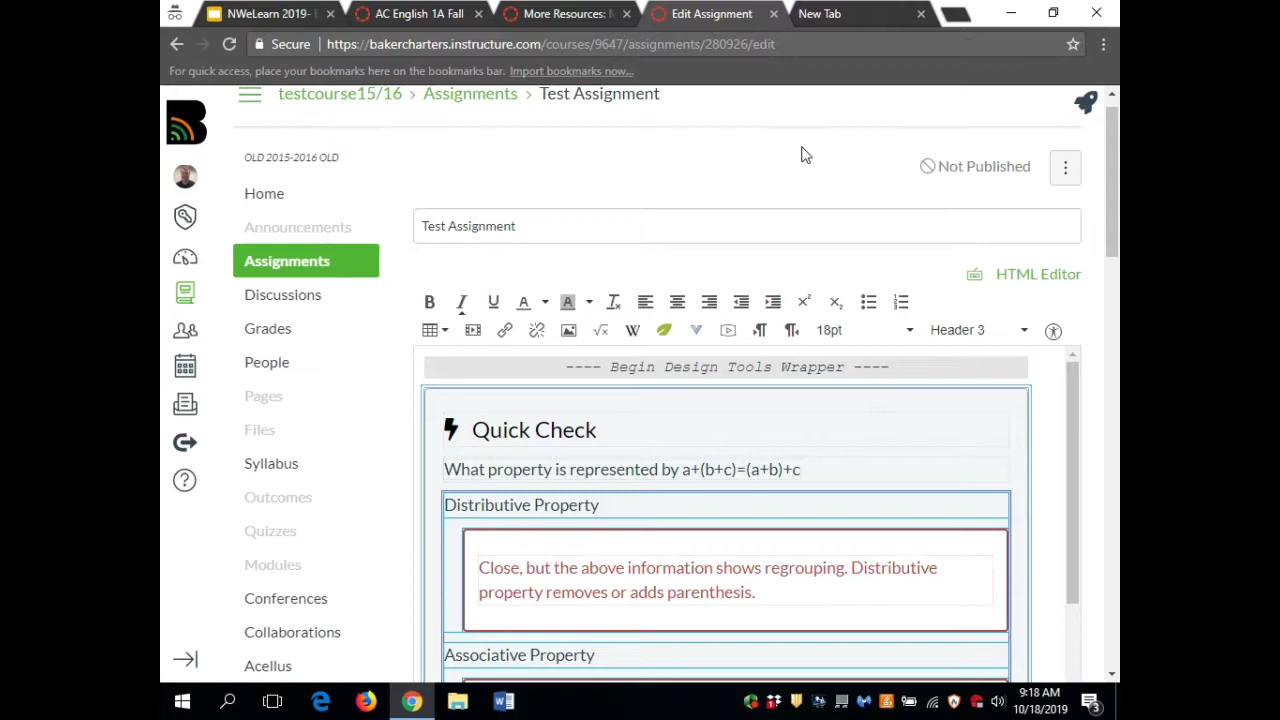 NWeLearn 2019-
AC English 1A Fall
More Resources:
Edit Assignment
New Tab
Secure
https://bakercharters.instructure.com/courses/9647/assignments/280926/edit
For quick access, place your bookmarks here on the bookmarks bar. Import bookmarks now...
testcourse15/16 > Assignments > Test Assignment
OLD 2015-2016 OLD
Not Published
Home
Announcements
Assignments
Discussions
Grades
People
Pages
Files
Syllabus
Outcomes
Quizzes
Modules
Conferences
Collaborations
Acellus
Test Assignment
HTML Editor
18pt
Header 3
---- Begin Design Tools Wrapper ----
Quick Check
What property is represented by a+(b+c)=(a+b)+c
Distributive Property
Close, but the above information shows regrouping. Distributive
property removes or adds parenthesis.
Associative Property
9:18 AM
10/18/2019
3